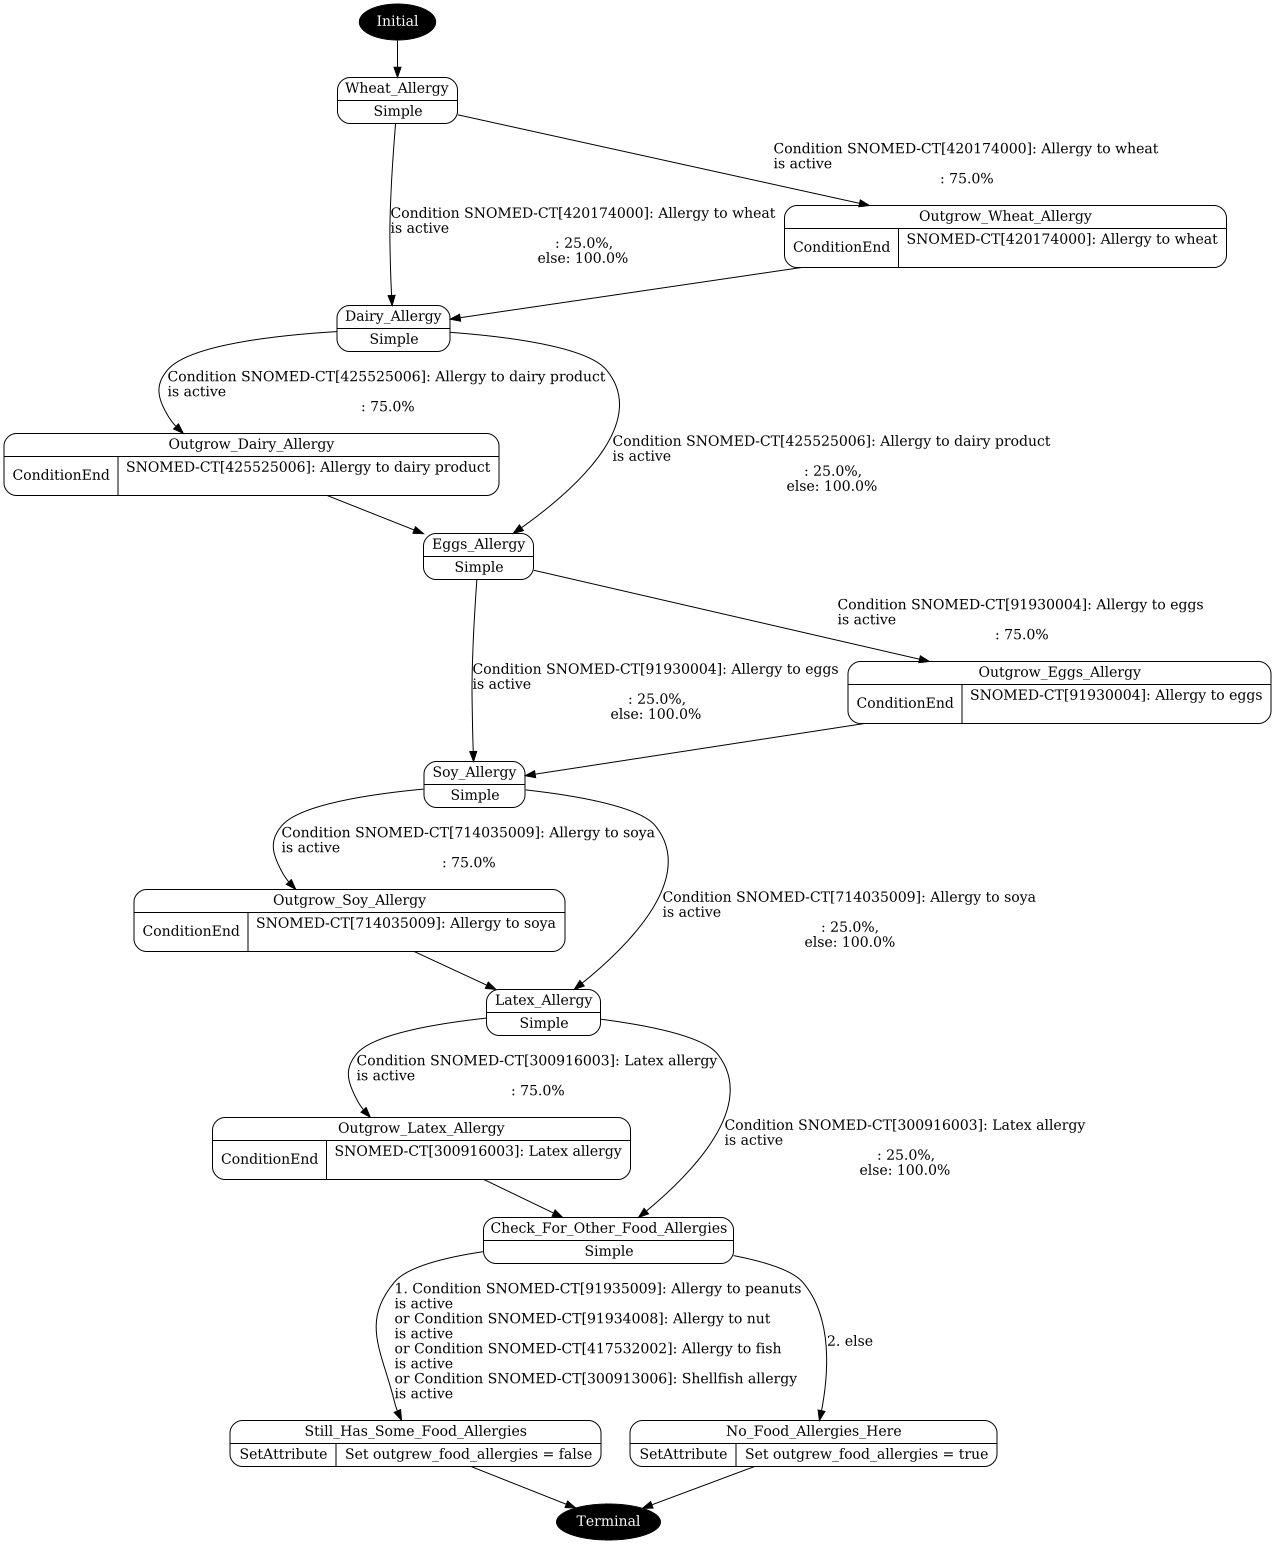 Initial
Wheat_Allergy
Simple
Condition SNOMED-CT[420174000]: Allergy to wheat
is active
: 75.0%
Condition SNOMED-CT[420174000]: Allergy to wheat
is active
: 25.0%,
else: 100.0%
Outgrow_Wheat_Allergy
ConditionEnd
SNOMED-CT[420174000]: Allergy to wheat
Dairy_Allergy
Simple
Condition SNOMED-CT[425525006]: Allergy to dairy product
is active
: 75.0%
Outgrow_Dairy_Allergy
ConditionEnd
SNOMED-CT[425525006]: Allergy to dairy product
Condition SNOMED-CT[425525006]: Allergy to dairy product
is active
: 25.0%,
else: 100.0%
Eggs_Allergy
Simple
Condition SNOMED-CT[91930004]: Allergy to eggs
is active
: 75.0%
Condition SNOMED-CT[91930004]: Allergy to eggs
is active
: 25.0%,
else: 100.0%
Outgrow_Eggs_Allergy
ConditionEnd
SNOMED-CT[91930004]: Allergy to eggs
Soy_Allergy
Simple
Condition SNOMED-CT[714035009]: Allergy to soya
is active
: 75.0%
Outgrow_Soy_Allergy
ConditionEnd
SNOMED-CT[714035009]: Allergy to soya
Condition SNOMED-CT[714035009]: Allergy to soya
is active
: 25.0%,
else: 100.0%
Latex_Allergy
Simple
Condition SNOMED-CT[300916003]: Latex allergy
is active
: 75.0%
Outgrow_Latex_Allergy
ConditionEnd
SNOMED-CT[300916003]: Latex allergy
Condition SNOMED-CT[300916003]: Latex allergy
is active
: 25.0%,
else: 100.0%
Check_For_Other_Food_Allergies
Simple
1. Condition SNOMED-CT[91935009]: Allergy to peanuts
is active
or Condition SNOMED-CT[91934008]: Allergy to nut
is active
or Condition SNOMED-CT[417532002]: Allergy to fish
is active
or Condition SNOMED-CT[300913006]: Shellfish allergy
is active
2. else
Still_Has_Some_Food_Allergies
SetAttribute
Set outgrew_food_allergies = false
No_Food_Allergies_Here
SetAttribute
Set outgrew_food_allergies = true
Terminal